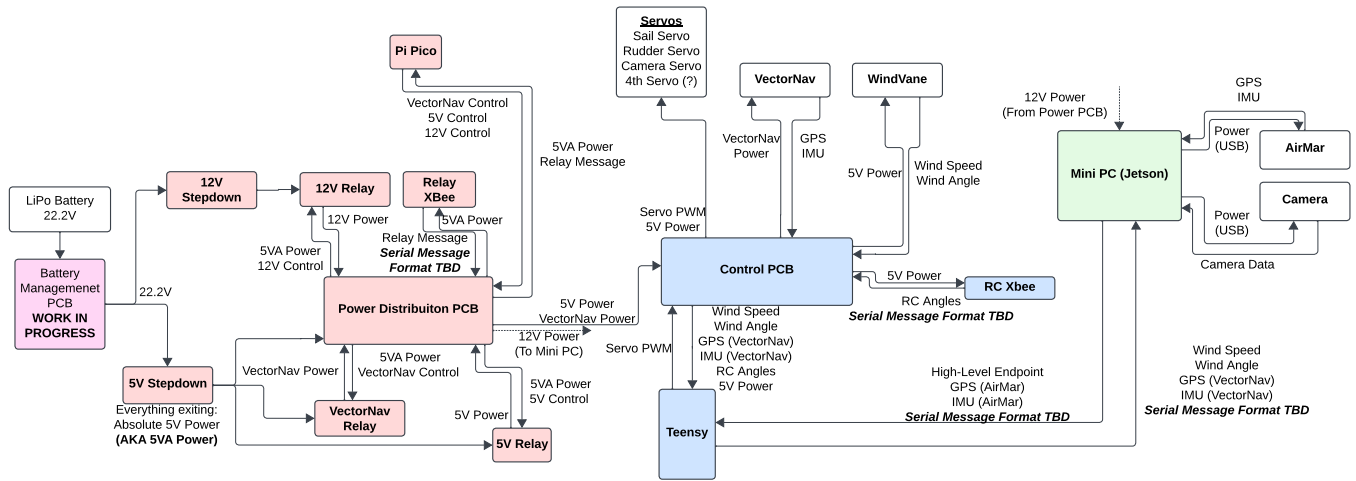 Servos
Sail Servo
Rudder Servo
Camera Servo
4th Servo (?)
Pi Pico
VectorNav
WindVane
GPS
IMU
12V Power
(From Power PCB)
VectorNav Control
5V Control
12V Control
5VA Power
Relay Message
VectorNav
Power
GPS
IMU
Power
(USB)
AirMar
5V Power
Wind Speed
Wind Angle
Mini PC (Jetson)
LiPo Battery
22.2V
12V
Stepdown
12V Relay
Relay
XBee
Camera
12V Power
5VA Power
Servo PWM
5V Power
Power
(USB)
5VA Power
12V Control
Relay Message
Serial Message
Format TBD
Camera Data
Battery
Managemenet
PCB
WORK IN
PROGRESS
22.2V
Power Distribuiton PCB
Control PCB
5V Power
RC Xbee
RC Angles
Serial Message Format TBD
5V Power
VectorNav Power
12V Power
(To Mini PC)
Wind Speed
Wind Angle
GPS (VectorNav)
IMU (VectorNav)
RC Angles
5V Power
Servo PWM
5V Stepdown
VectorNav Power
5VA Power
VectorNav Control
5VA Power
5V Control
Everything exiting:
Absolute 5V Power
(AKA 5VA Power)
VectorNav
Relay
5V Power
5V Relay
Teensy
High-Level Endpoint
GPS (AirMar)
IMU (AirMar)
Serial Message Format TBD
Wind Speed
Wind Angle
GPS (VectorNav)
IMU (VectorNav)
Serial Message Format TBD